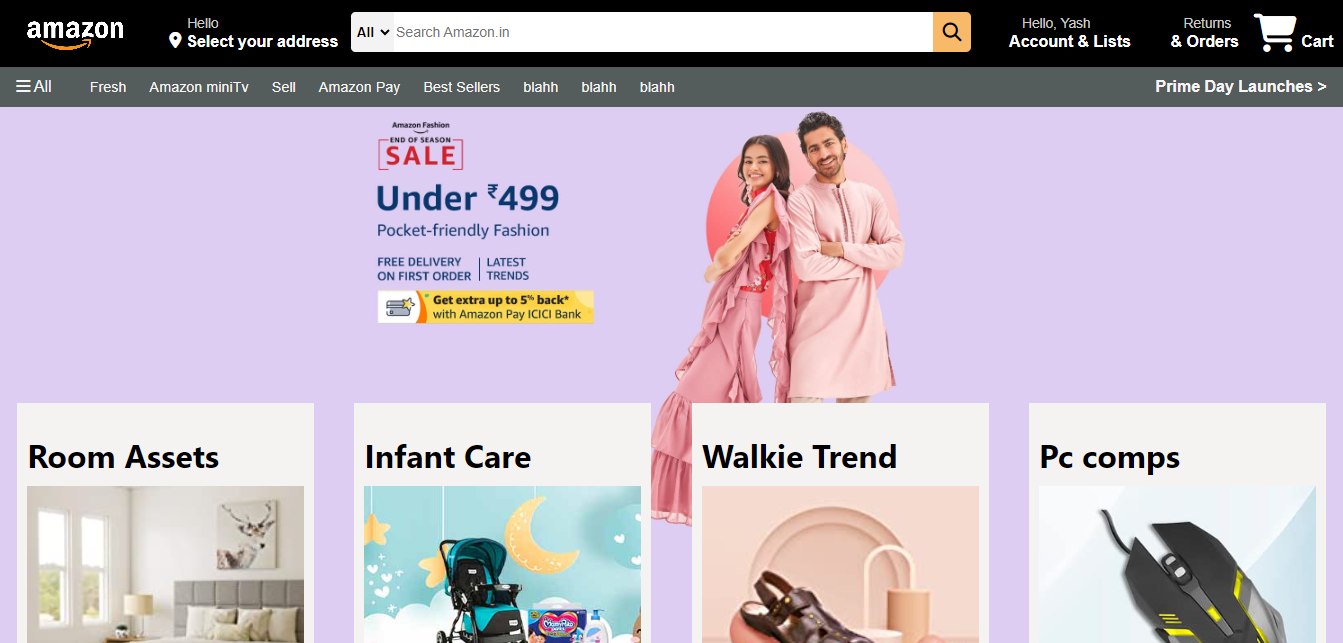 amazon
Hello
Select your address
All
Search Amazon.in
Hello, Yash
Account & Lists
Returns
& Orders
Cart
All
Fresh
Amazon miniTv
Sell
Amazon Pay
Best Sellers
blahh
blahh
blahh
Prime Day Launches >
Amazon Fashion
END OF SEASON
SALE
Under ₹499
Pocket-friendly Fashion
FREE DELIVERY
ON FIRST ORDER
LATEST
TRENDS
Get extra up to 5% back*
with Amazon Pay ICICI Bank
Room Assets
Infant Care
Walkie Trend
Pc comps
MamyPoko